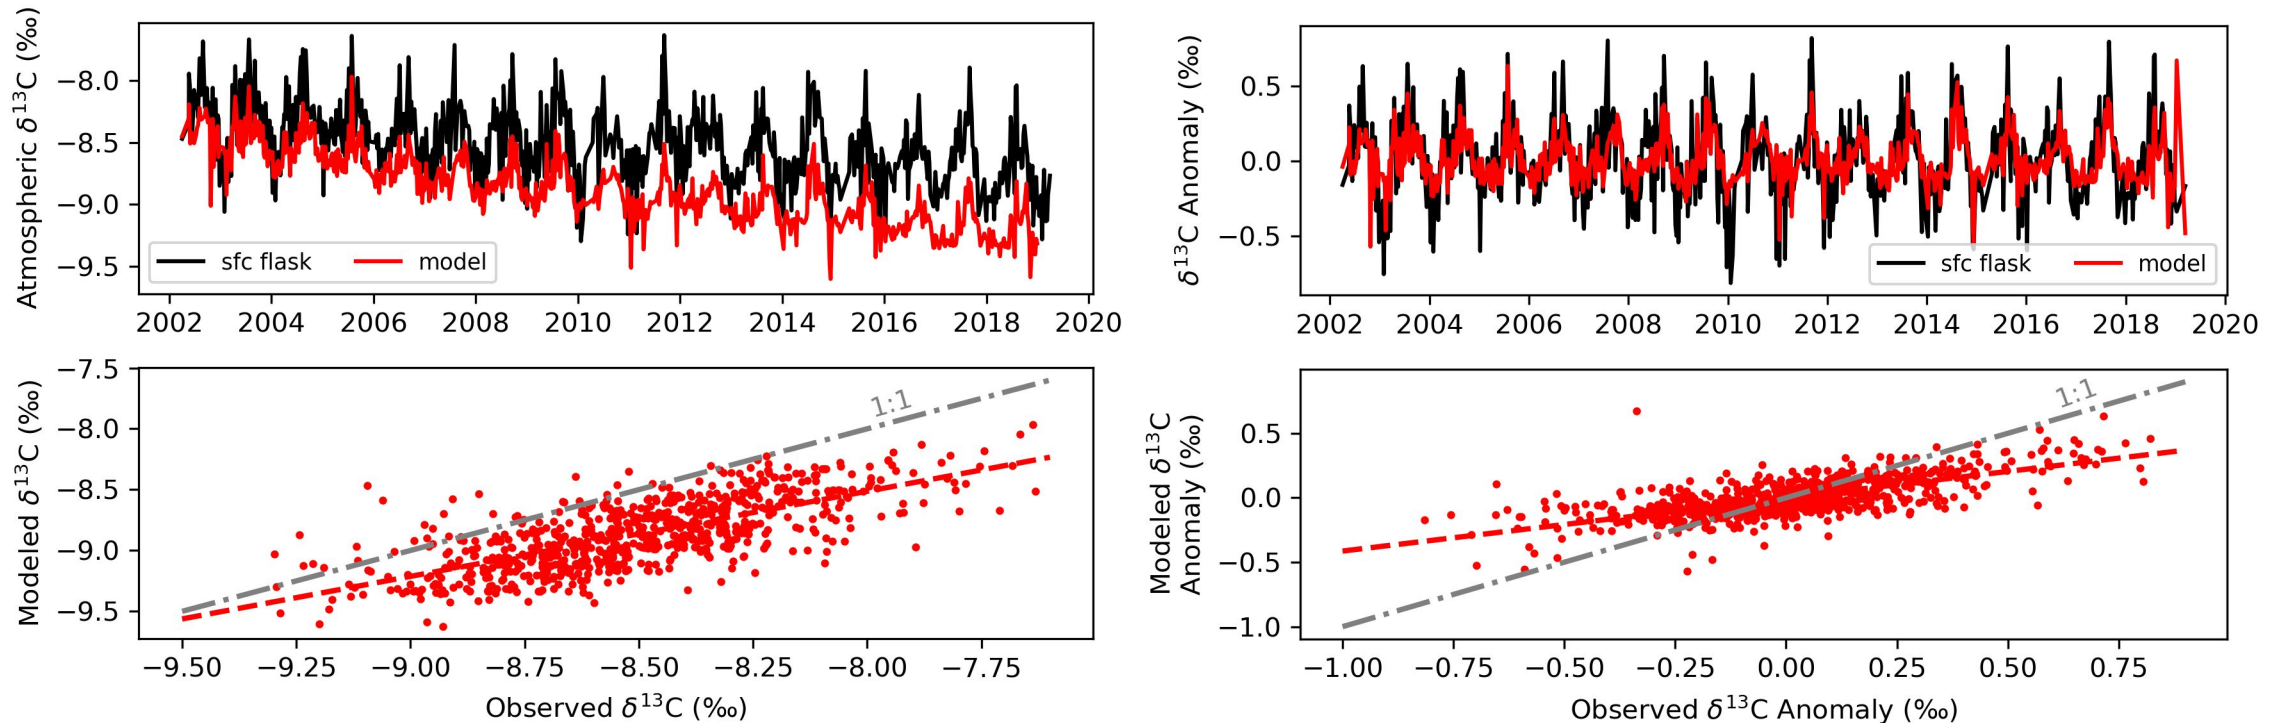 Atmospheric δ¹³C (‰)
−8.0
−8.5
−9.0
−9.5
sfc flask model
2002 2004 2006 2008 2010 2012 2014 2016 2018 2020
δ¹³C Anomaly (‰)
0.5
0.0
−0.5
sfc flask model
2002 2004 2006 2008 2010 2012 2014 2016 2018 2020
Modeled δ¹³C (‰)
−7.5
−8.0
−8.5
−9.0
−9.5
1:1
−9.50 −9.25 −9.00 −8.75 −8.50 −8.25 −8.00 −7.75
Observed δ¹³C (‰)
Modeled δ¹³C
Anomaly (‰)
0.5
0.0
−0.5
−1.0
1:1
−1.00 −0.75 −0.50 −0.25 0.00 0.25 0.50 0.75
Observed δ¹³C Anomaly (‰)